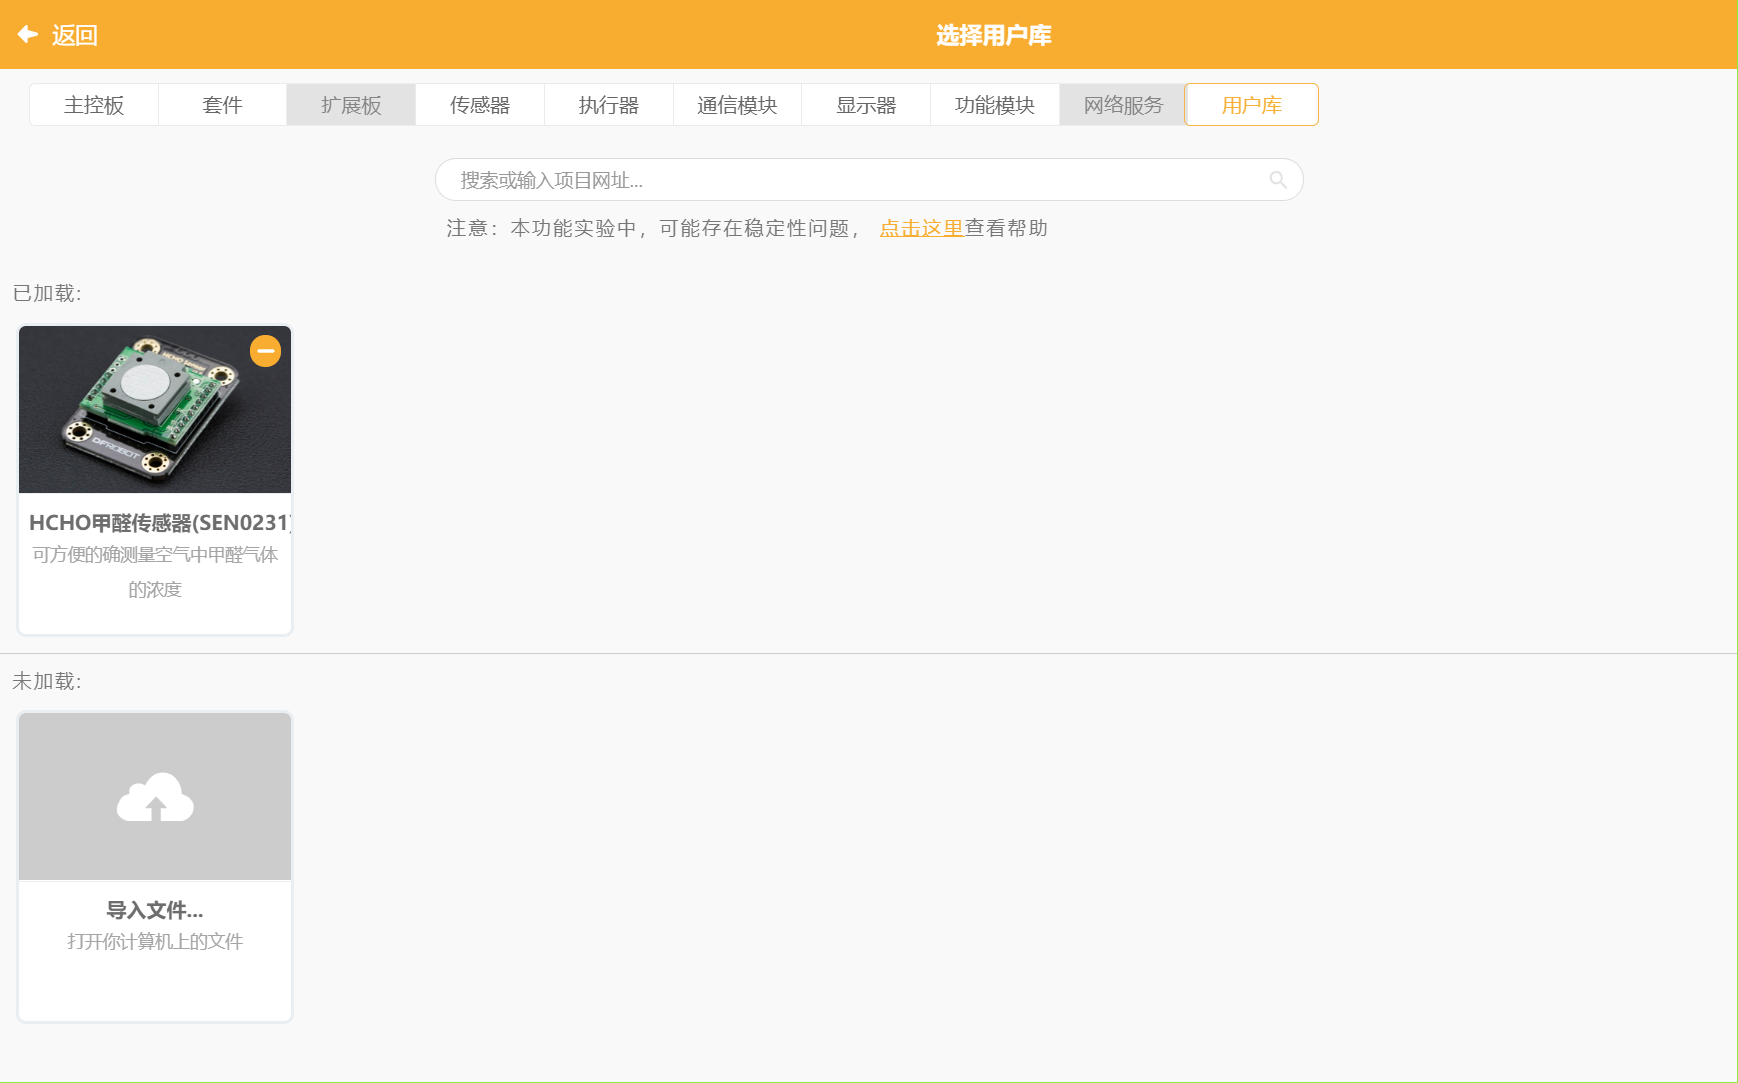 返回
选择用户库
主控板 套件 扩展板 传感器 执行器 通信模块 显示器 功能模块 网络服务 用户库
搜索或输入项目网址...
注意：本功能实验中，可能存在稳定性问题， 点击这里查看帮助
已加载:
HCHO Sensor
DFROBOT
HCHO甲醛传感器(SEN0231)
可方便的确测量空气中甲醛气体
的浓度
未加载:
导入文件...
打开你计算机上的文件